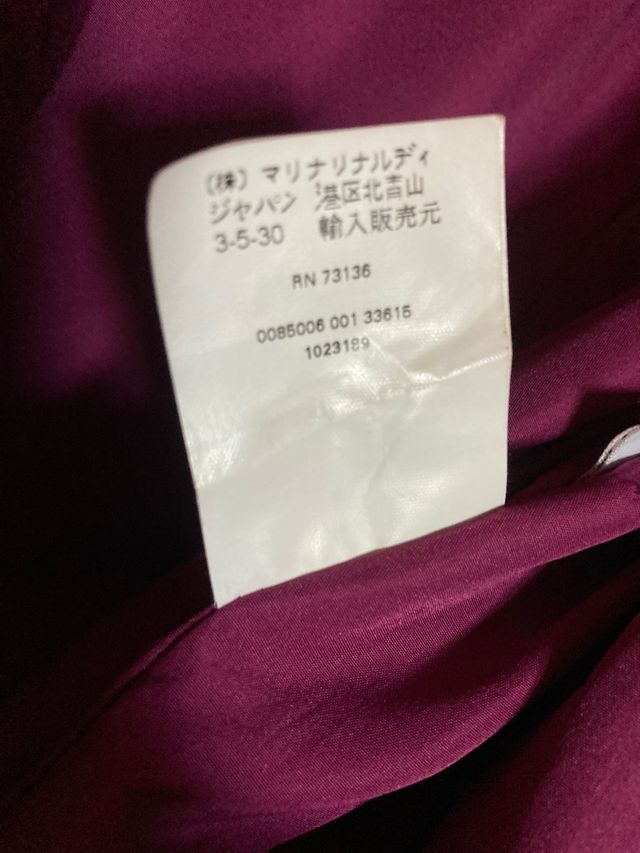 (株) マリナリナルディ
ジャパン 港区北吉山
3-5-30 輸入販売元
RN 73136
0085006 001 33615
1023189